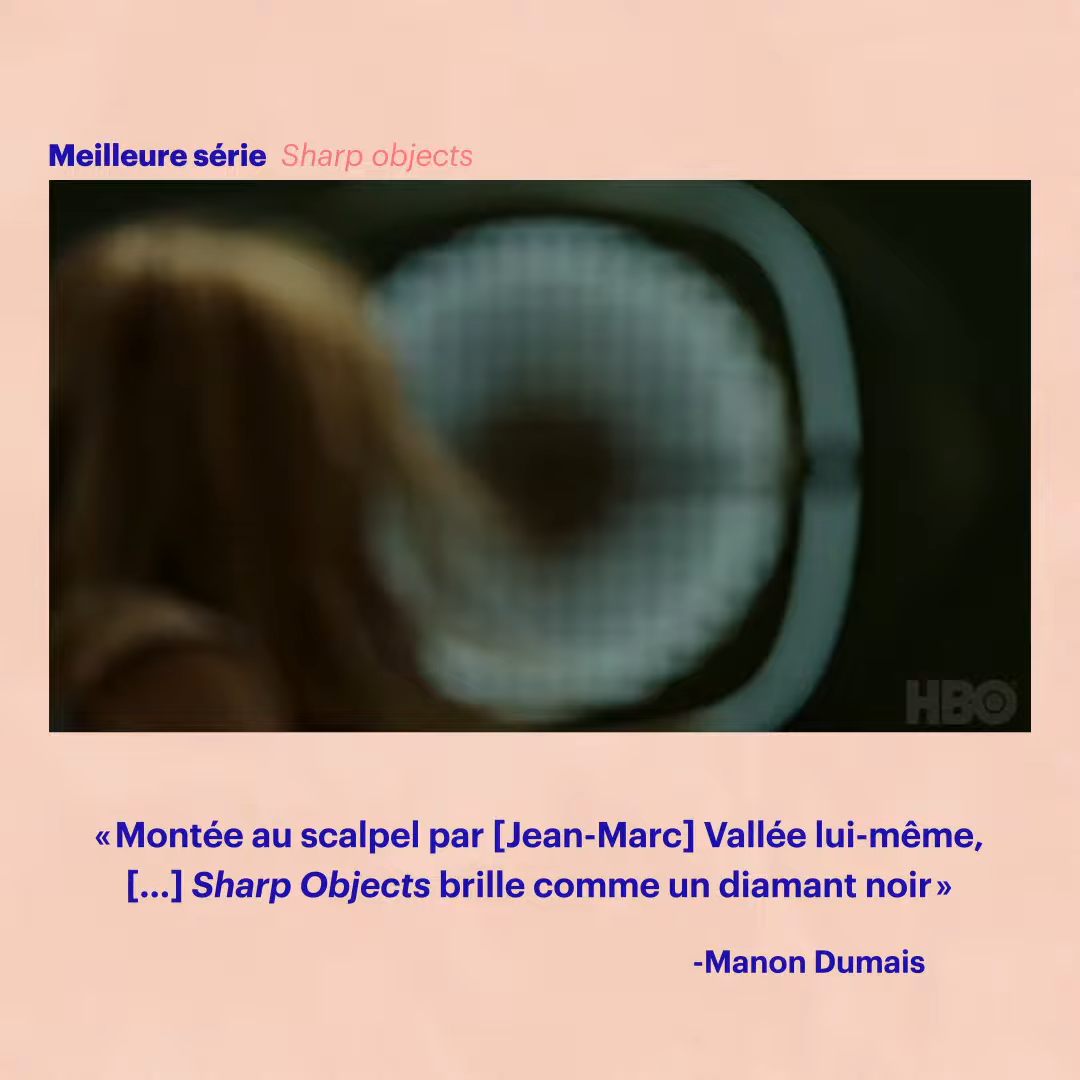 Meilleure série Sharp objects
HBO
« Montée au scalpel par [Jean-Marc] Vallée lui-même,
[...] Sharp Objects brille comme un diamant noir »
-Manon Dumais